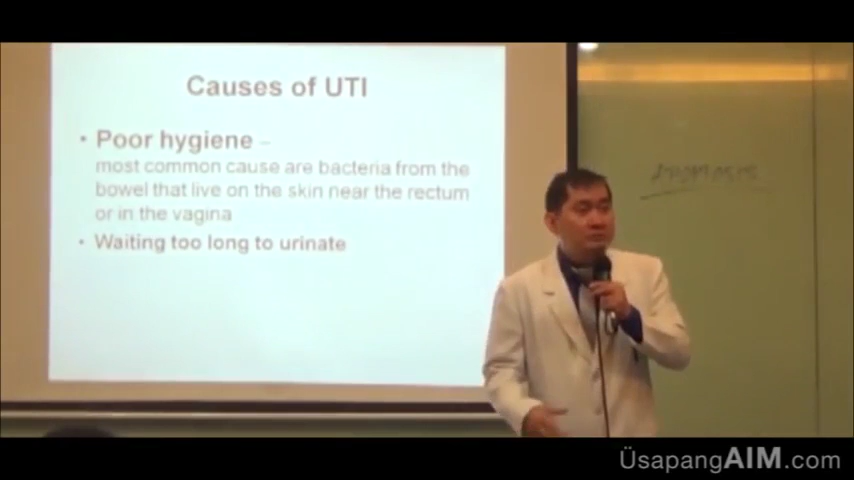 Causes of UTI
• Poor hygiene –
most common cause are bacteria from the
bowel that live on the skin near the rectum
or in the vagina
• Waiting too long to urinate
ÜsapangAIM.com